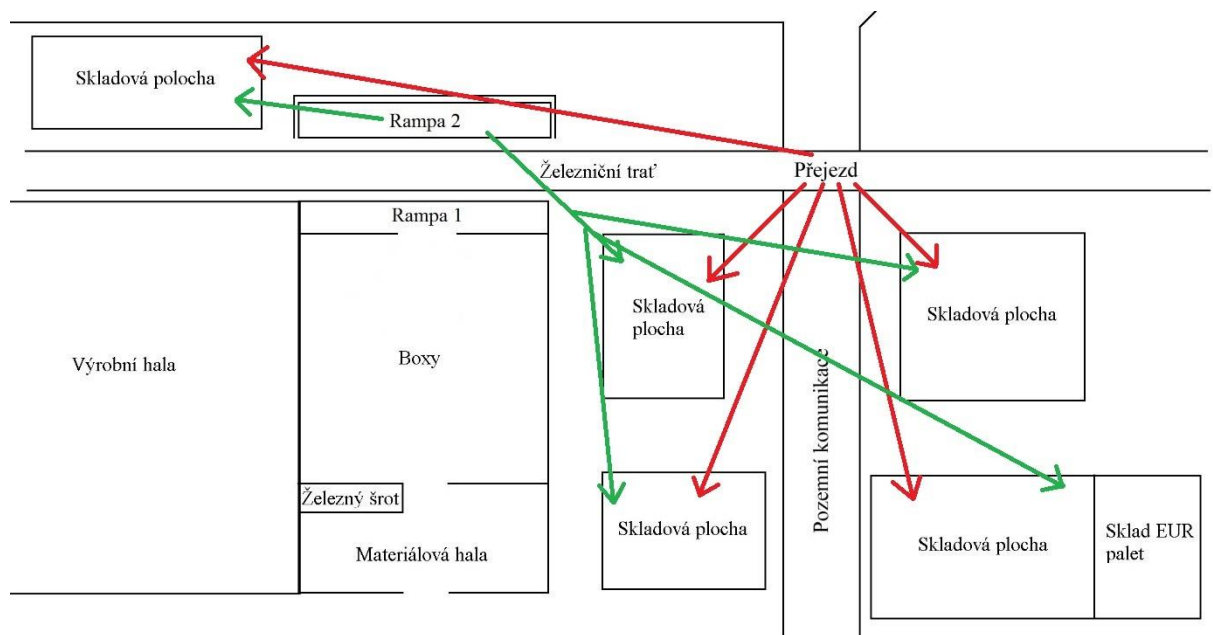 Skladová polocha
Rampa 2
Železniční trať
Přejezd
Rampa 1
Výrobní hala
Boxy
Skladová
plocha
Skladová plocha
Pozemní komunikace
Železný šrot
Materiálová hala
Skladová plocha
Skladová plocha
Sklad EUR
palet